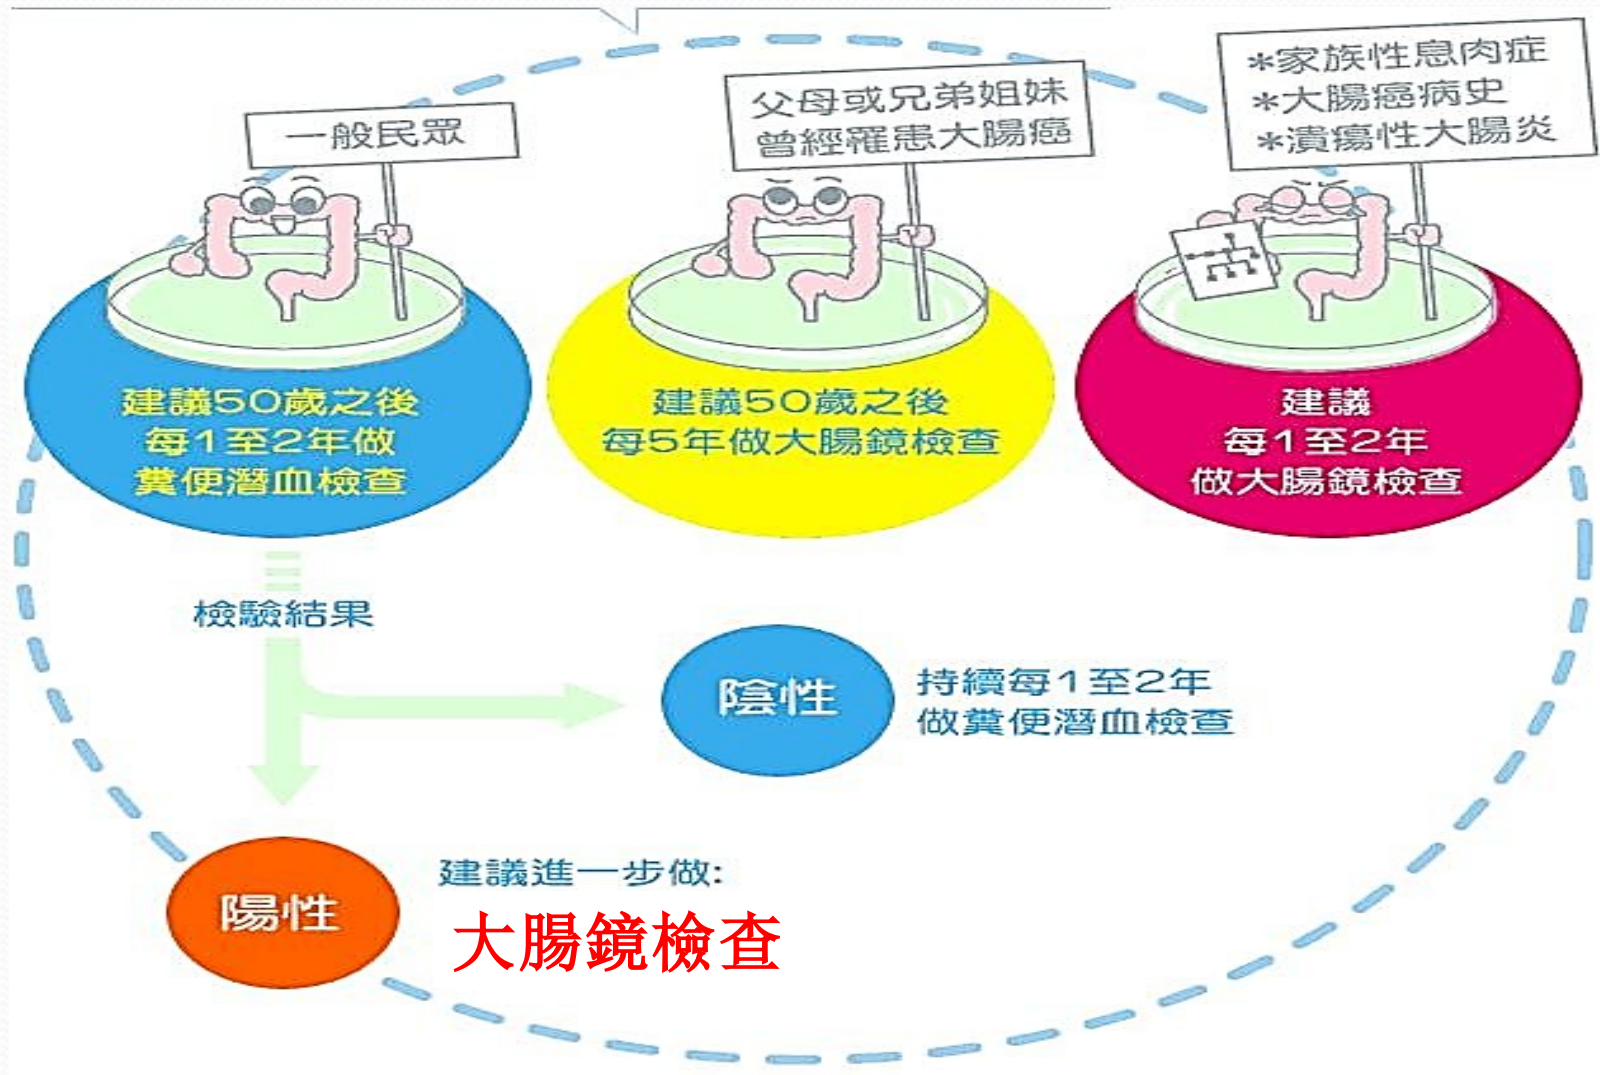 一般民眾
父母或兄弟姐妹
曾經罹患大腸癌
*家族性息肉症
*大腸癌病史
*潰瘍性大腸炎
建議50歲之後
每1至2年做
糞便潛血檢查
建議50歲之後
每5年做大腸鏡檢查
建議
每1至2年
做大腸鏡檢查
檢驗結果
陰性
持續每1至2年
做糞便潛血檢查
陽性
建議進一步做:
大腸鏡檢查